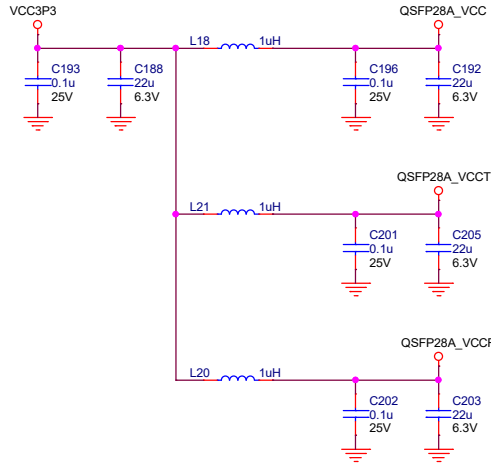 VCC3P3
QSFP28A_VCC
L18
1uH
C193
0.1u
25V
C188
22u
6.3V
C196
0.1u
25V
C192
22u
6.3V
QSFP28A_VCCT
L21
1uH
C201
0.1u
25V
C205
22u
6.3V
L20
1uH
C202
0.1u
25V
C203
22u
6.3V